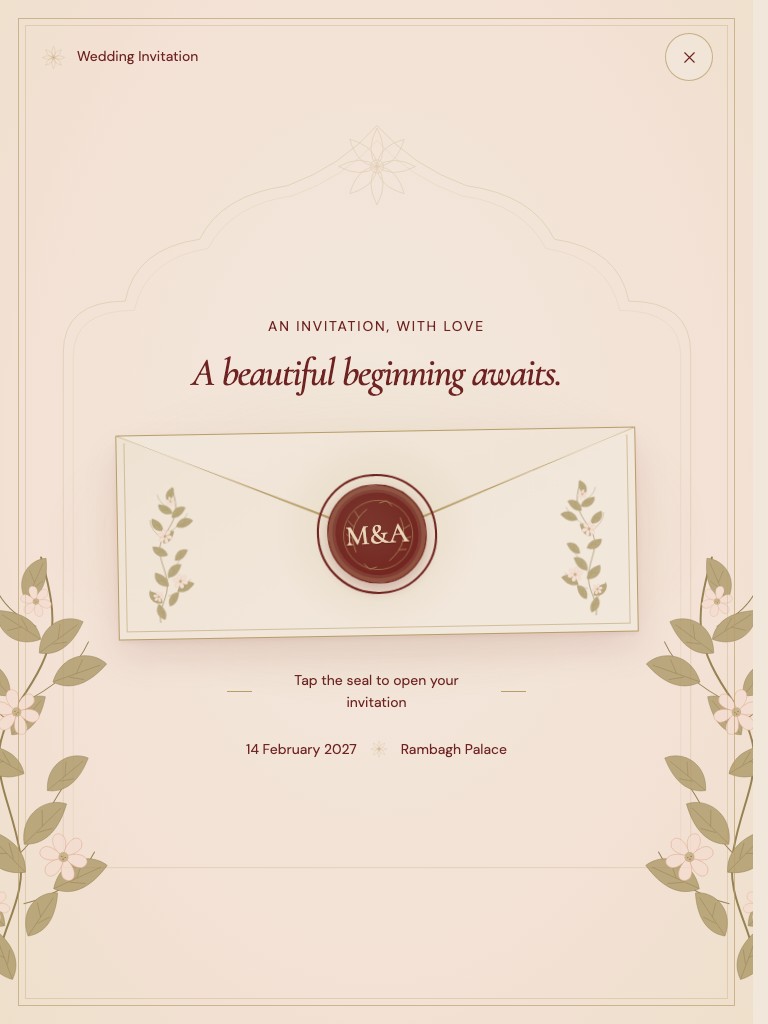 Wedding Invitation
AN INVITATION, WITH LOVE
A beautiful beginning awaits.
M&A
Tap the seal to open your
invitation
14 February 2027 Rambagh Palace